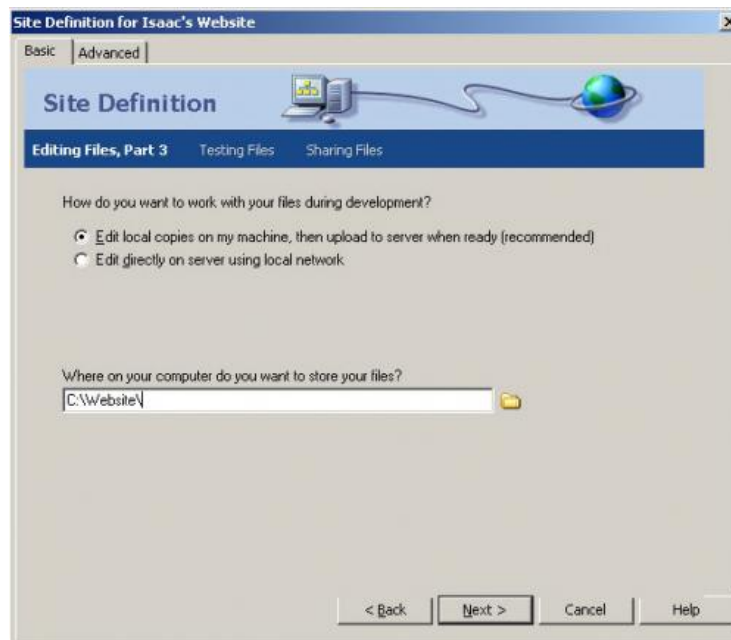 Site Definition for Isaac's Website
Basic Advanced
Site Definition
Editing Files, Part 3 Testing Files Sharing Files
How do you want to work with your files during development?
Edit local copies on my machine, then upload to server when ready (recommended)
Edit directly on server using local network
Where on your computer do you want to store your files?
C:\Website\
< Back Next > Cancel Help